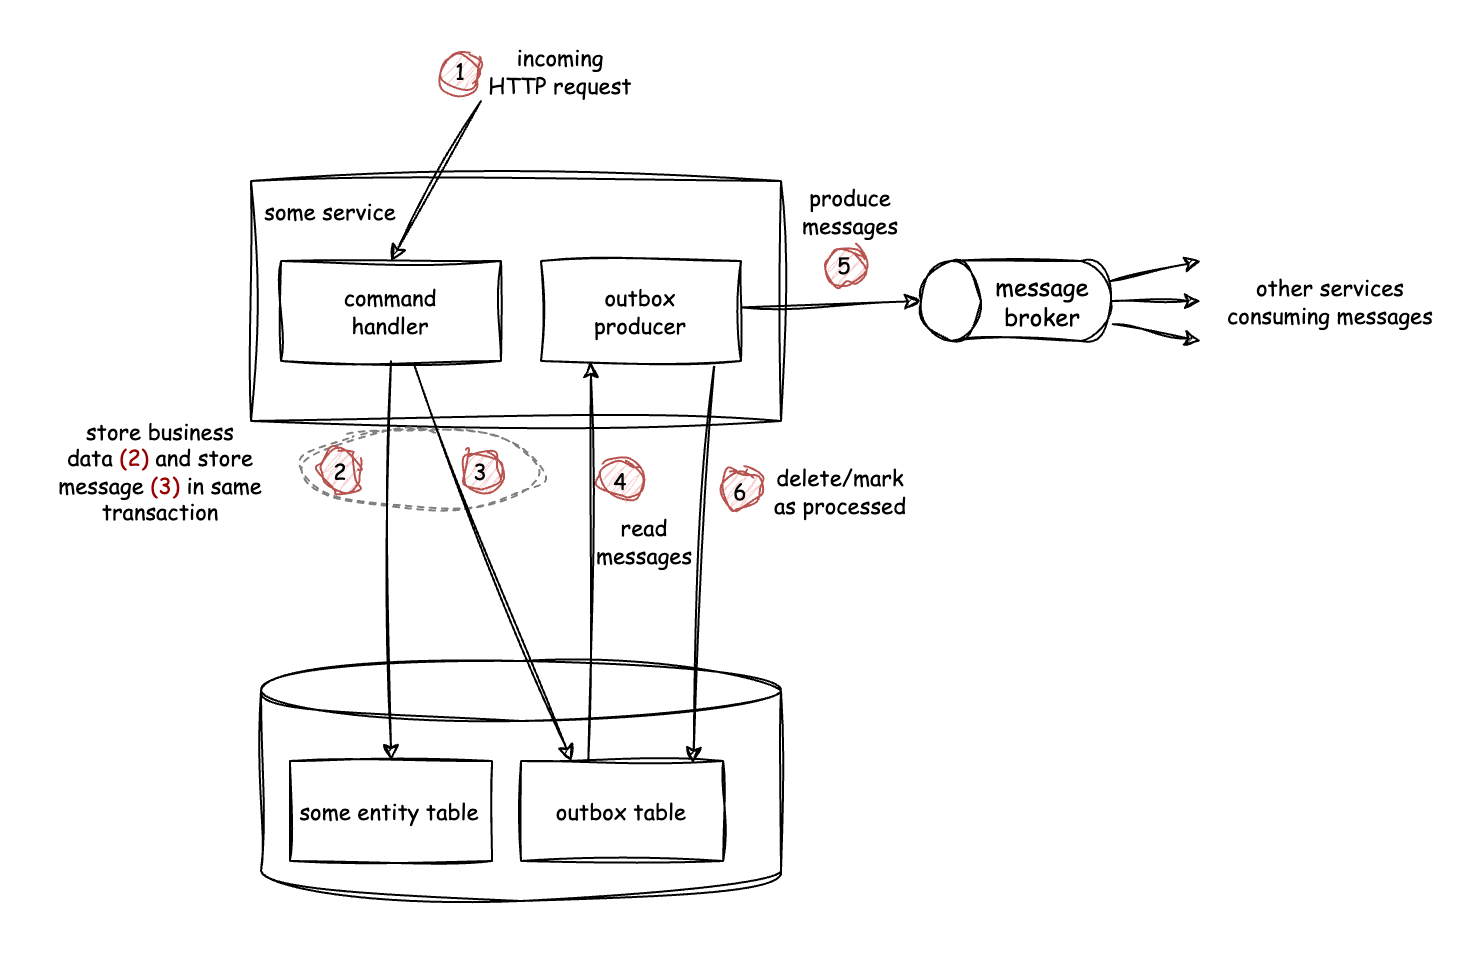 1
incoming
HTTP request
some service
command
handler
outbox
producer
produce
messages
5
message
broker
other services
consuming messages
store business
data (2) and store
message (3) in same
transaction
2
3
4
read
messages
6
delete/mark
as processed
some entity table
outbox table